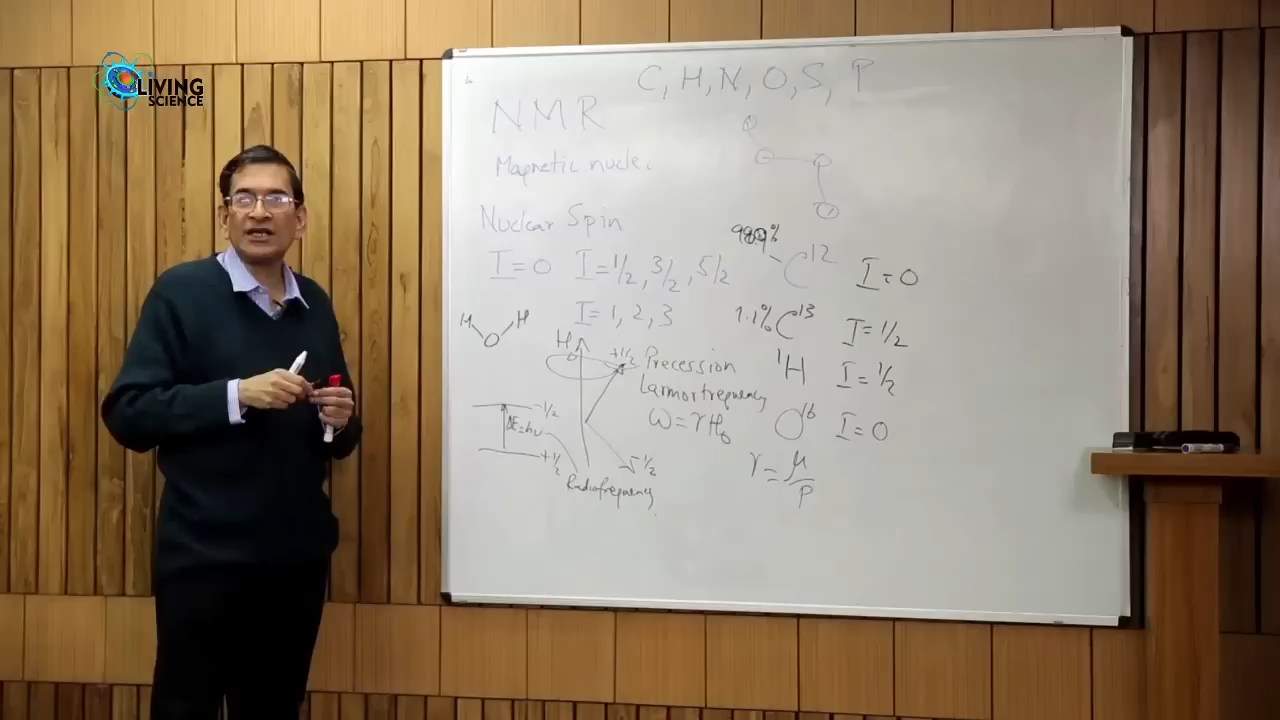 LIVING
SCIENCE
C, H, N, O, S, P
NMR
Magnetic nuclei
Nuclear Spin
I=0 I=1/2, 3/2, 5/2
I=1, 2, 3
C12 I=0
1.1% C13 I=1/2
1H I=1/2
O16 I=0
γ=μ/P
H O H
H0
+1/2
Precession
Larmor frequency
ω=γH0
-1/2
ΔE=hν
+1/2
-1/2
Radiofrequency